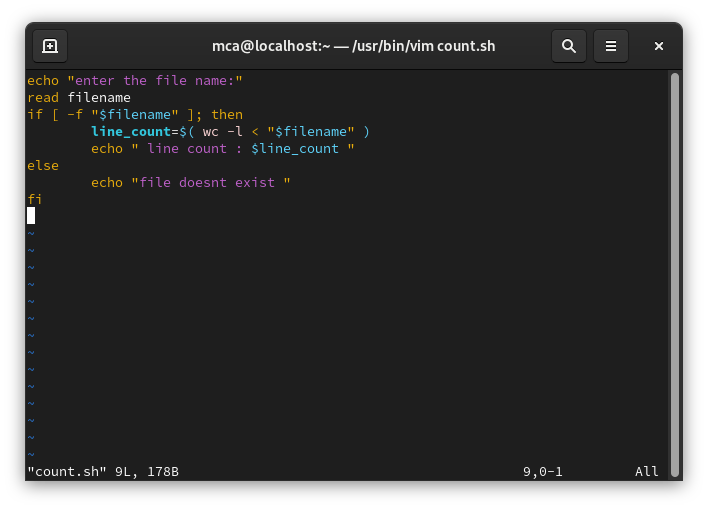 mca@localhost:~ — /usr/bin/vim count.sh
echo "enter the file name:"
read filename
if [ -f "$filename" ]; then
        line_count=$( wc -l < "$filename" )
        echo " line count : $line_count "
else
        echo "file doesnt exist "
fi
~
~
~
~
~
~
~
~
~
~
~
~
~
~
"count.sh" 9L, 178B 9,0-1 All